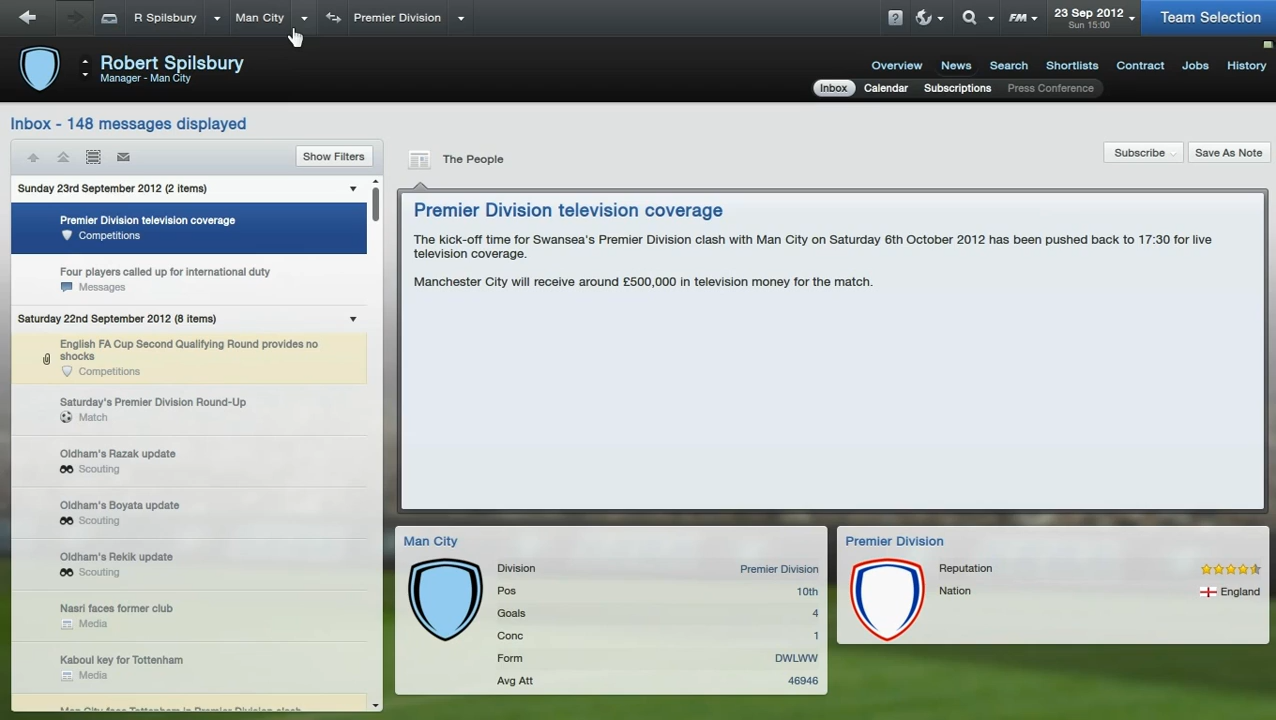 R Spilsbury
Man City
Premier Division
FM
23 Sep 2012
Sun 15:00
Team Selection
Robert Spilsbury
Manager - Man City
Overview
News
Search
Shortlists
Contract
Jobs
History
Inbox
Calendar
Subscriptions
Press Conference
Inbox - 148 messages displayed
Show Filters
Sunday 23rd September 2012 (2 items)
Premier Division television coverage
Competitions
Four players called up for international duty
Messages
Saturday 22nd September 2012 (8 items)
English FA Cup Second Qualifying Round provides no
shocks
Competitions
Saturday's Premier Division Round-Up
Match
Oldham's Razak update
Scouting
Oldham's Boyata update
Scouting
Oldham's Rekik update
Scouting
Nasri faces former club
Media
Kaboul key for Tottenham
Media
Man City face Tottenham in Premier Division clash
The People
Subscribe
Save As Note
Premier Division television coverage
The kick-off time for Swansea's Premier Division clash with Man City on Saturday 6th October 2012 has been pushed back to 17:30 for live
television coverage.
Manchester City will receive around £500,000 in television money for the match.
Man City
Division Premier Division
Pos 10th
Goals 4
Conc 1
Form DWLWW
Avg Att 46946
Premier Division
Reputation
Nation England